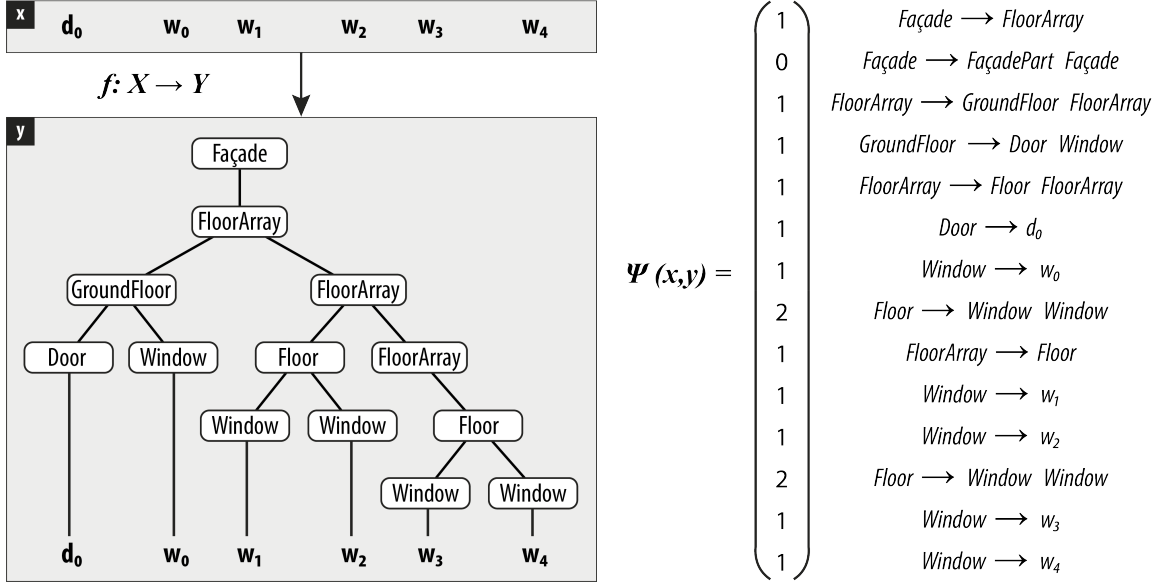 x
d₀ w₀ w₁ w₂ w₃ w₄
f: X → Y
y
Façade
FloorArray
GroundFloor FloorArray
Door Window Floor FloorArray
Window Window Floor
Window Window
d₀ w₀ w₁ w₂ w₃ w₄
Ψ (x,y) =
1 Façade → FloorArray
0 Façade → FaçadePart Façade
1 FloorArray → GroundFloor FloorArray
1 GroundFloor → Door Window
1 FloorArray → Floor FloorArray
1 Door → d₀
1 Window → w₀
2 Floor → Window Window
1 FloorArray → Floor
1 Window → w₁
1 Window → w₂
2 Floor → Window Window
1 Window → w₃
1 Window → w₄